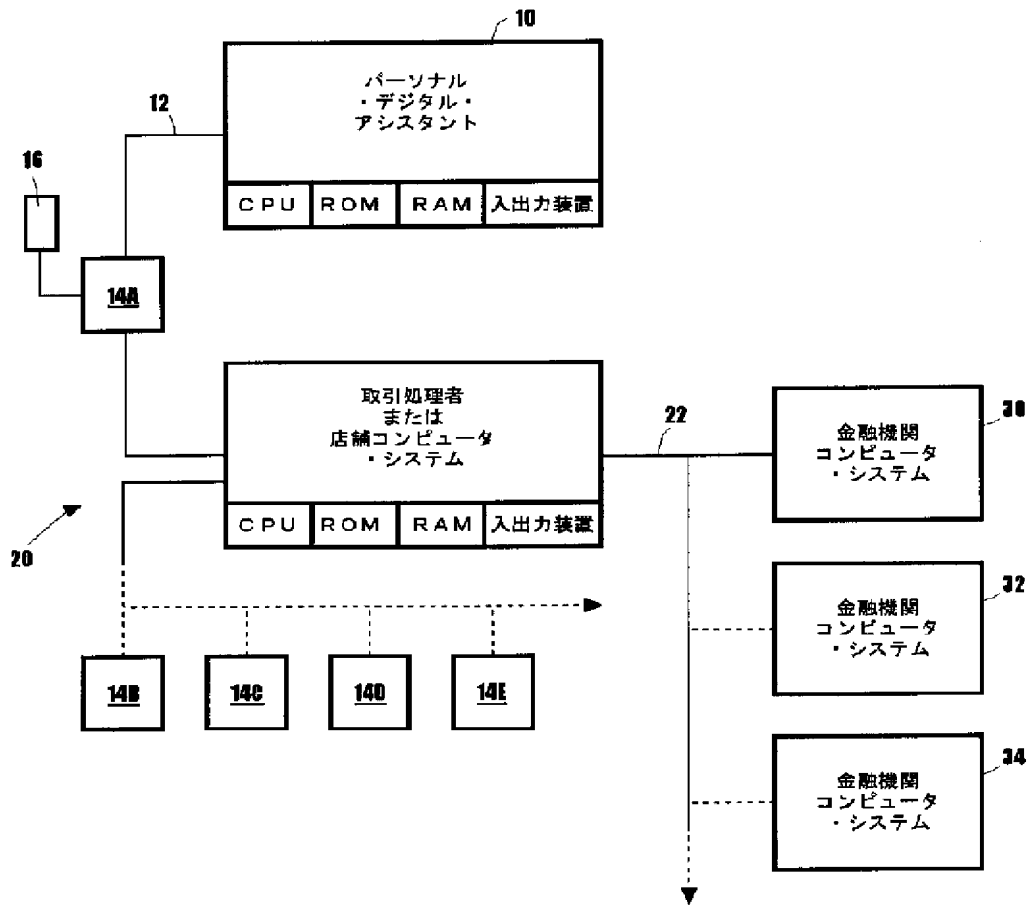 10
パーソナル
・デジタル・
アシスタント
12
16
CPU ROM RAM 入出力装置
14A
取引処理者
または
店舗コンピュータ
・システム
22
30
金融機関
コンピュータ
・システム
CPU ROM RAM 入出力装置
20
32
金融機関
コンピュータ
・システム
14B 14C 14D 14E
34
金融機関
コンピュータ
・システム